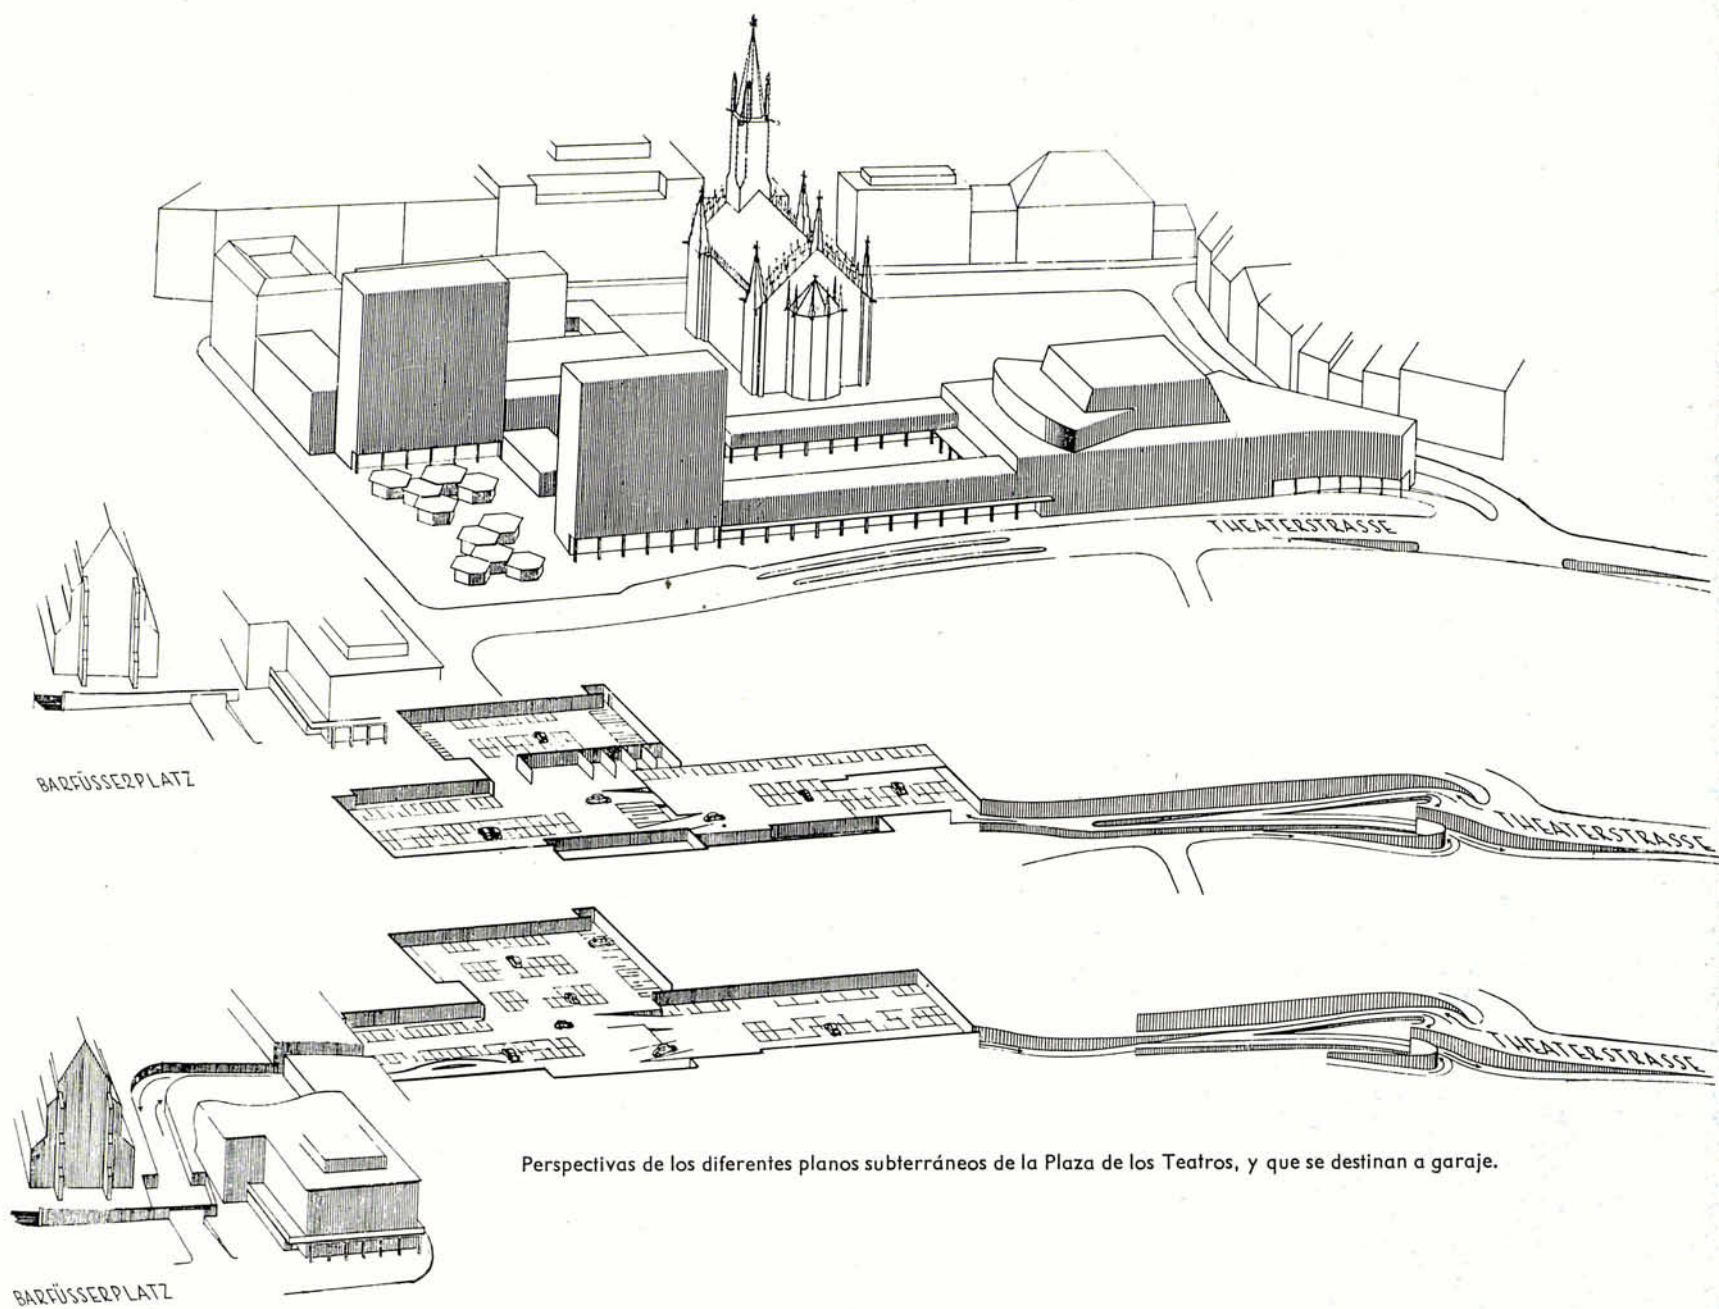 THEATERSTRASSE
BARFÜSSERPLATZ
THEATERSTRASSE
THEATERSTRASSE
Perspectivas de los diferentes planos subterráneos de la Plaza de los Teatros, y que se destinan a garaje.
BARFÜSSERPLATZ